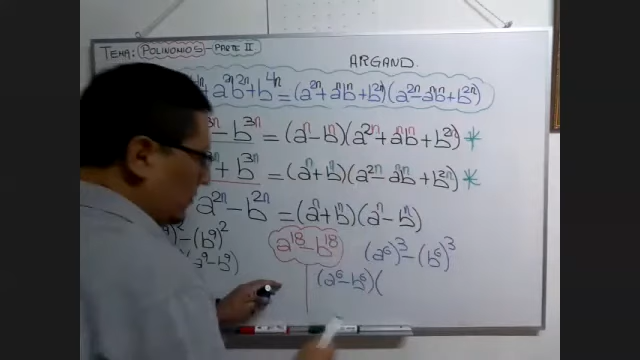 TEMA: POLINOMIOS - PARTE II
ARGAND.
+ a²ⁿb²ⁿ + b⁴ⁿ = (a²ⁿ + aⁿbⁿ + b²ⁿ)(a²ⁿ - aⁿbⁿ + b²ⁿ)
- b³ⁿ = (aⁿ - bⁿ)(a²ⁿ + aⁿbⁿ + b²ⁿ) *
+ b³ⁿ = (aⁿ + bⁿ)(a²ⁿ - aⁿbⁿ + b²ⁿ) *
a²ⁿ - b²ⁿ = (aⁿ + bⁿ)(aⁿ - bⁿ)
)² - (b⁹)²
(a⁹ - b⁹)
a¹⁸ - b¹⁸
(a⁶)³ - (b⁶)³
(a⁶ - b⁶)(